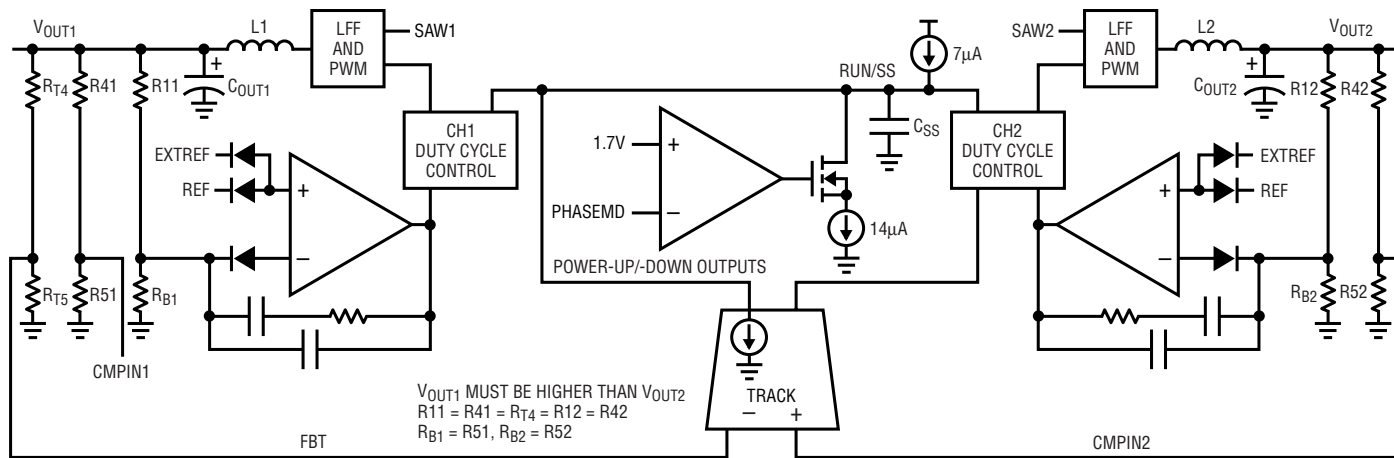 VOUT1
L1
LFF
AND
PWM
SAW1
RT4
R41
R11
+
COUT1
CH1
DUTY CYCLE
CONTROL
EXTREF
REF
+
–
RT5
R51
RB1
CMPIN1
FBT
1.7V
+
PHASEMD
–
RUN/SS
7µA
CSS
14µA
POWER-UP/-DOWN OUTPUTS
TRACK
– +
VOUT1 MUST BE HIGHER THAN VOUT2
R11 = R41 = RT4 = R12 = R42
RB1 = R51, RB2 = R52
SAW2
LFF
AND
PWM
L2
VOUT2
+
COUT2
R12
R42
CH2
DUTY CYCLE
CONTROL
EXTREF
REF
+
–
RB2
R52
CMPIN2